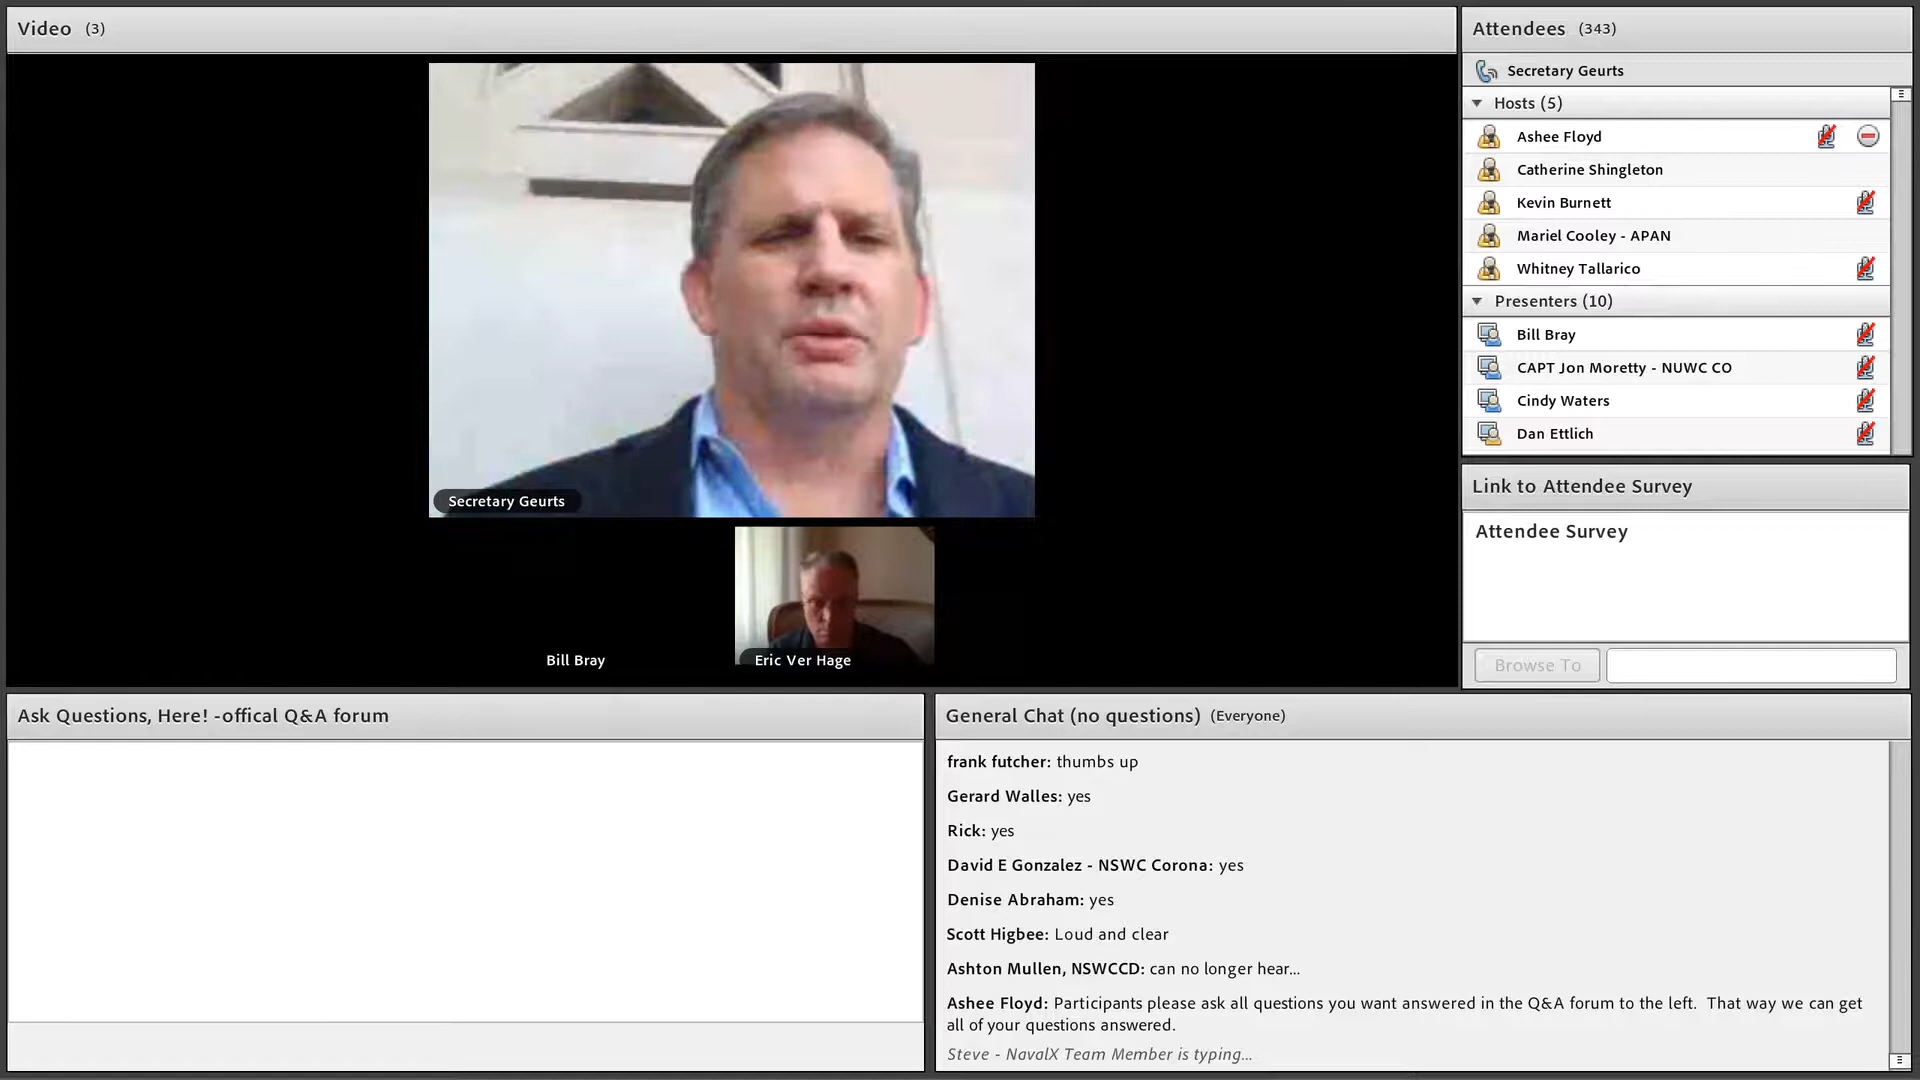 Video (3)
Secretary Geurts
Bill Bray
Eric Ver Hage
Attendees (343)
Secretary Geurts
Hosts (5)
Ashee Floyd
Catherine Shingleton
Kevin Burnett
Mariel Cooley - APAN
Whitney Tallarico
Presenters (10)
Bill Bray
CAPT Jon Moretty - NUWC CO
Cindy Waters
Dan Ettlich
Link to Attendee Survey
Attendee Survey
Browse To
Ask Questions, Here! -offical Q&A forum
General Chat (no questions) (Everyone)
frank futcher: thumbs up
Gerard Walles: yes
Rick: yes
David E Gonzalez - NSWC Corona: yes
Denise Abraham: yes
Scott Higbee: Loud and clear
Ashton Mullen, NSWCCD: can no longer hear...
Ashee Floyd: Participants please ask all questions you want answered in the Q&A forum to the left.  That way we can get
all of your questions answered.
Steve - NavalX Team Member is typing...